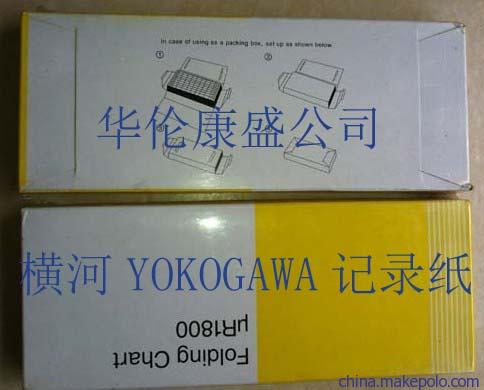 In case of using as a packing box, set up as shown below.
① ②
华伦康盛公司
③ ④
横河 YOKOGAWA 记录纸
Folding Chart
µR1800
china.makepolo.com